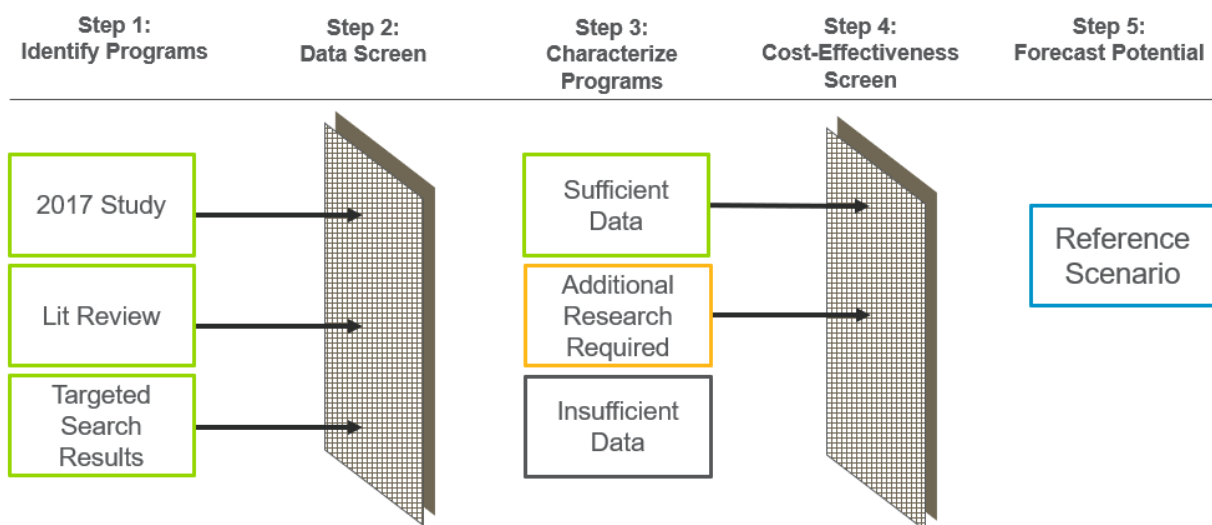 Step 1:
Identify Programs
Step 2:
Data Screen
Step 3:
Characterize
Programs
Step 4:
Cost-Effectiveness
Screen
Step 5:
Forecast Potential
2017 Study
Lit Review
Targeted
Search
Results
Sufficient
Data
Additional
Research
Required
Insufficient
Data
Reference
Scenario